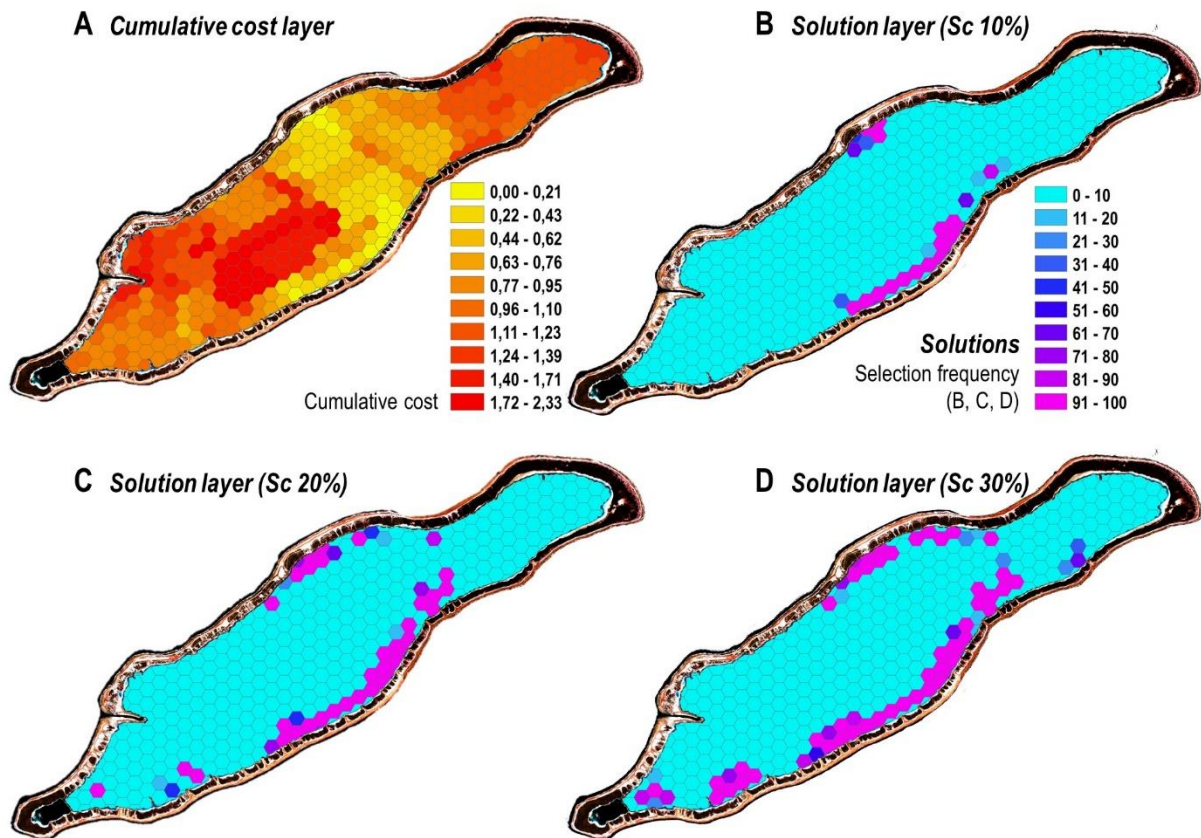 A Cumulative cost layer
B Solution layer (Sc 10%)
0,00 - 0,21
0,22 - 0,43
0,44 - 0,62
0,63 - 0,76
0,77 - 0,95
0,96 - 1,10
1,11 - 1,23
1,24 - 1,39
1,40 - 1,71
1,72 - 2,33
Cumulative cost
0 - 10
11 - 20
21 - 30
31 - 40
41 - 50
51 - 60
61 - 70
71 - 80
81 - 90
91 - 100
Solutions
Selection frequency
(B, C, D)
C Solution layer (Sc 20%)
D Solution layer (Sc 30%)